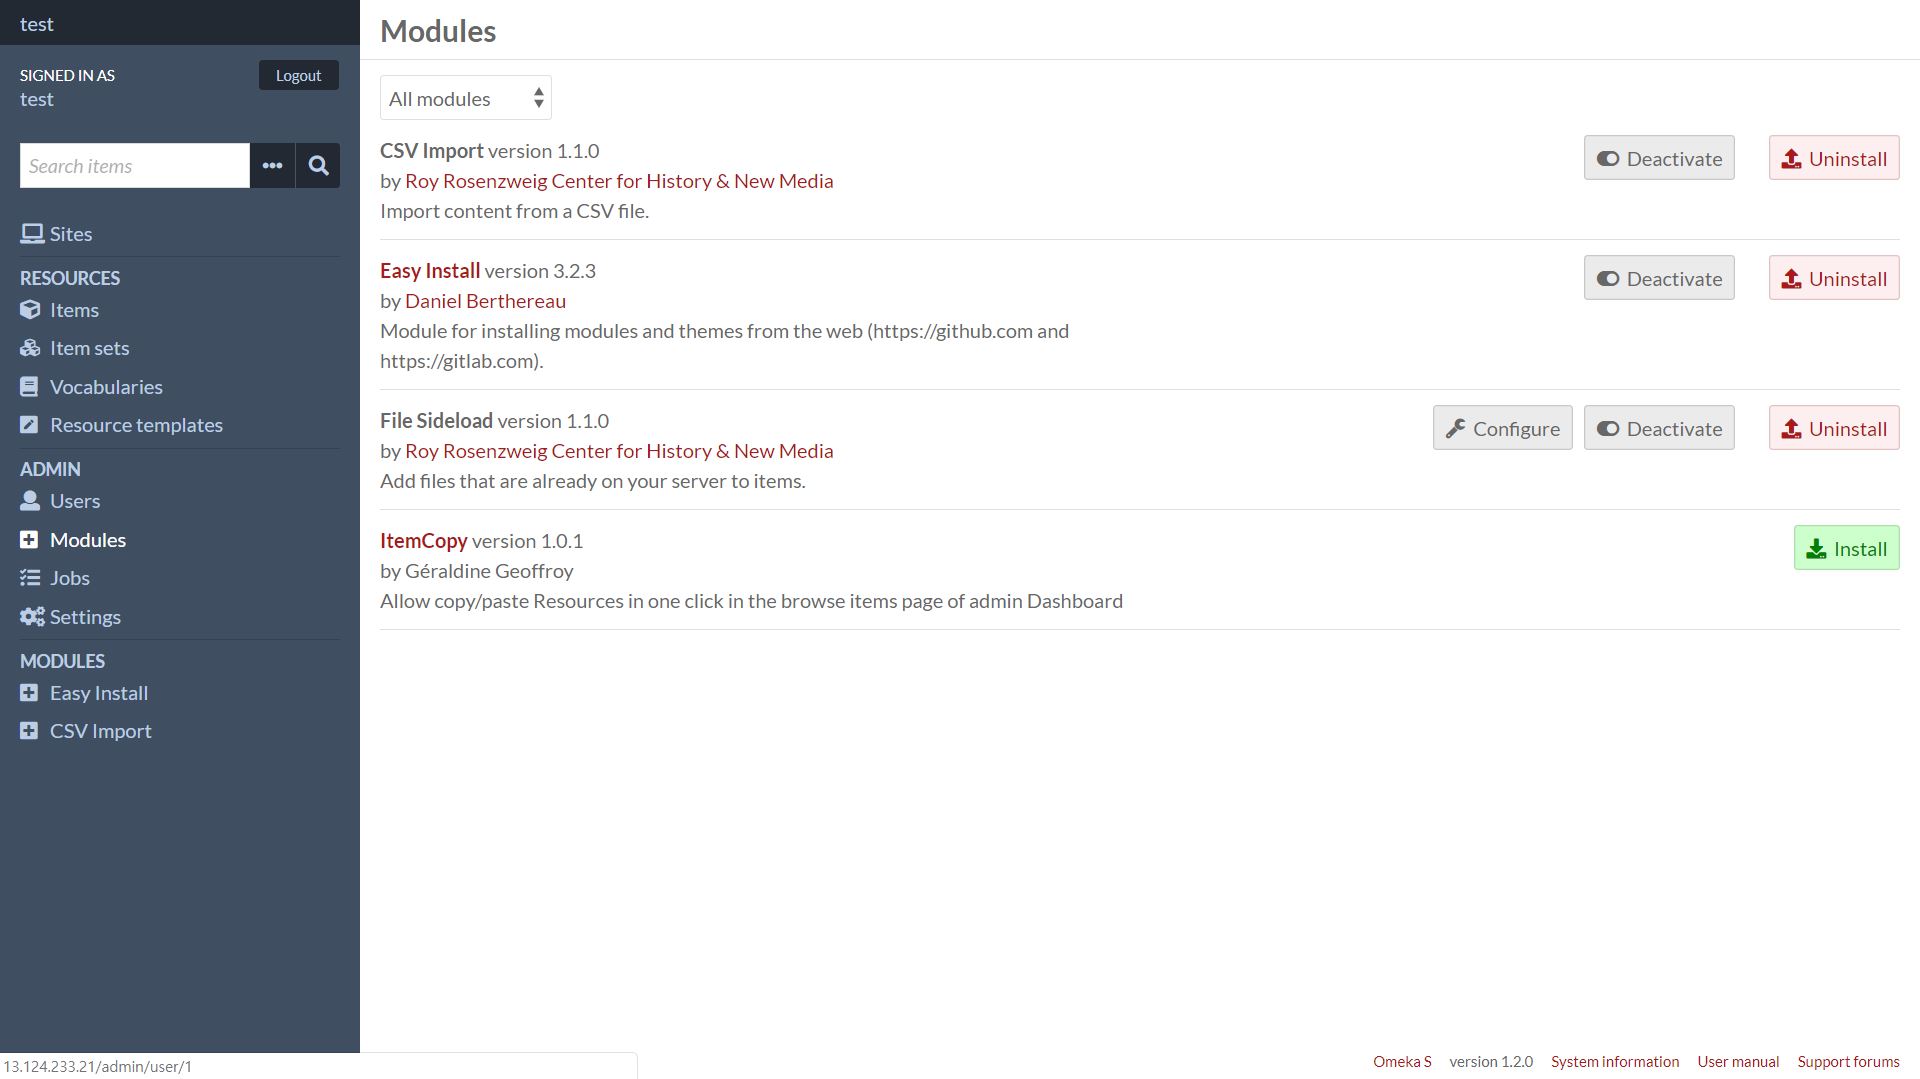 test
SIGNED IN AS
Logout
test
Search items
Sites
RESOURCES
Items
Item sets
Vocabularies
Resource templates
ADMIN
Users
Modules
Jobs
Settings
MODULES
Easy Install
CSV Import
13.124.233.21/admin/user/1
Modules
All modules
CSV Import version 1.1.0
by Roy Rosenzweig Center for History & New Media
Import content from a CSV file.
Deactivate
Uninstall
Easy Install version 3.2.3
by Daniel Berthereau
Module for installing modules and themes from the web (https://github.com and
https://gitlab.com).
Deactivate
Uninstall
File Sideload version 1.1.0
by Roy Rosenzweig Center for History & New Media
Add files that are already on your server to items.
Configure
Deactivate
Uninstall
ItemCopy version 1.0.1
by Géraldine Geoffroy
Allow copy/paste Resources in one click in the browse items page of admin Dashboard
Install
Omeka S version 1.2.0 System information User manual Support forums